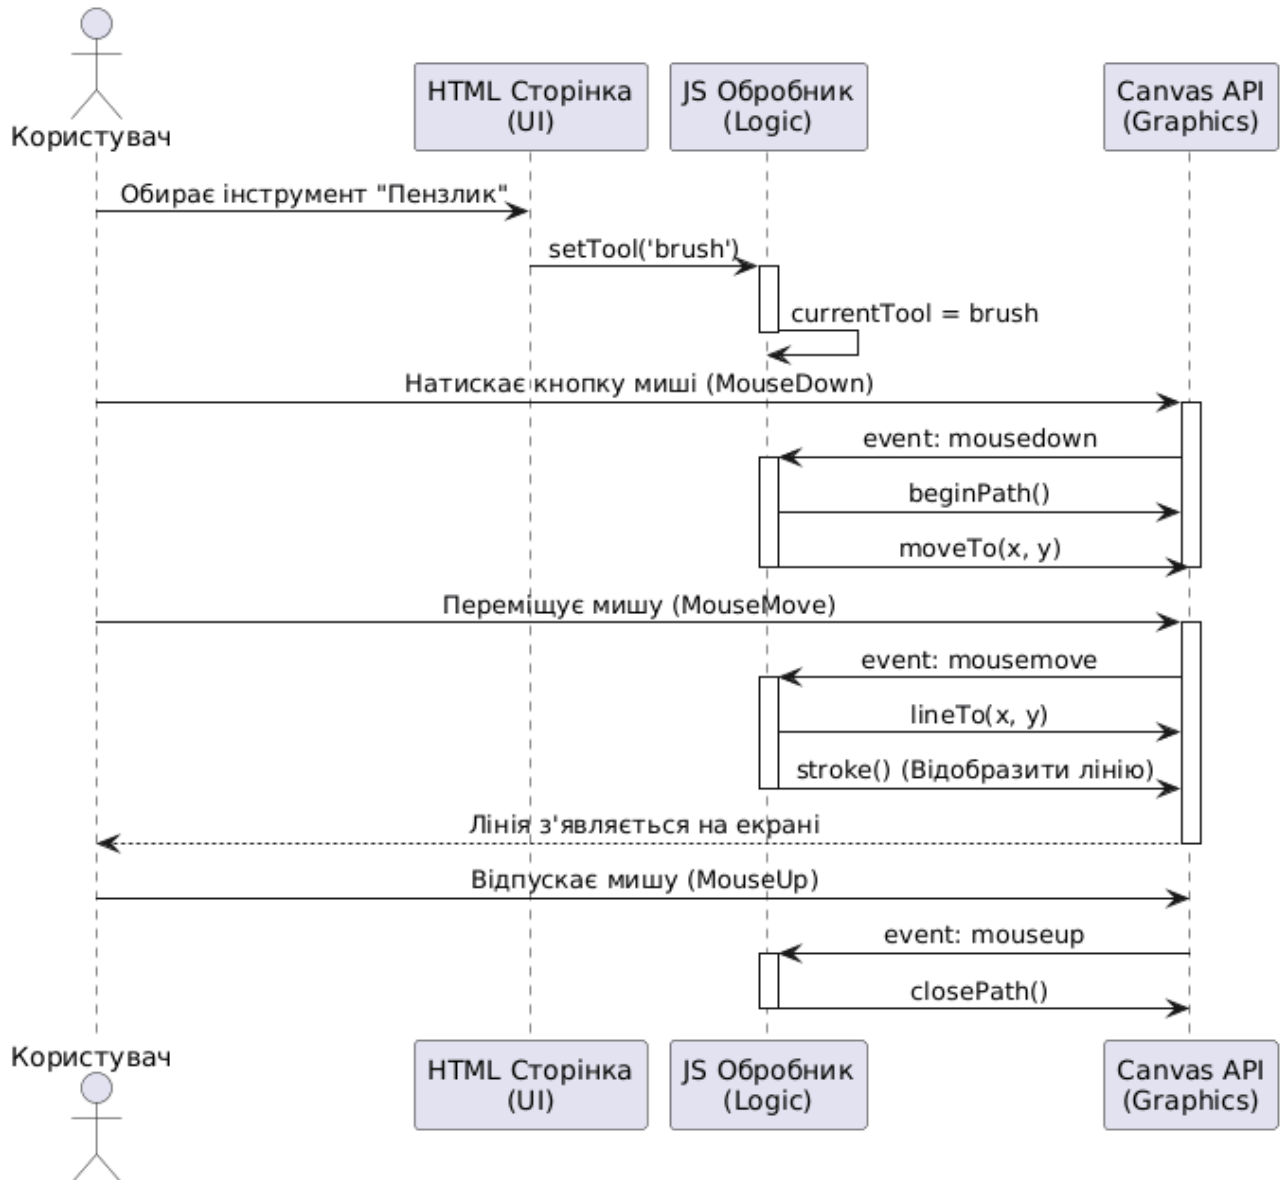 Користувач
HTML Сторінка
(UI)
JS Обробник
(Logic)
Canvas API
(Graphics)
Обирає інструмент "Пензлик"
setTool('brush')
currentTool = brush
Натискає кнопку миші (MouseDown)
event: mousedown
beginPath()
moveTo(x, y)
Переміщує мишу (MouseMove)
event: mousemove
lineTo(x, y)
stroke() (Відобразити лінію)
Лінія з'являється на екрані
Відпускає мишу (MouseUp)
event: mouseup
closePath()
Користувач
HTML Сторінка
(UI)
JS Обробник
(Logic)
Canvas API
(Graphics)